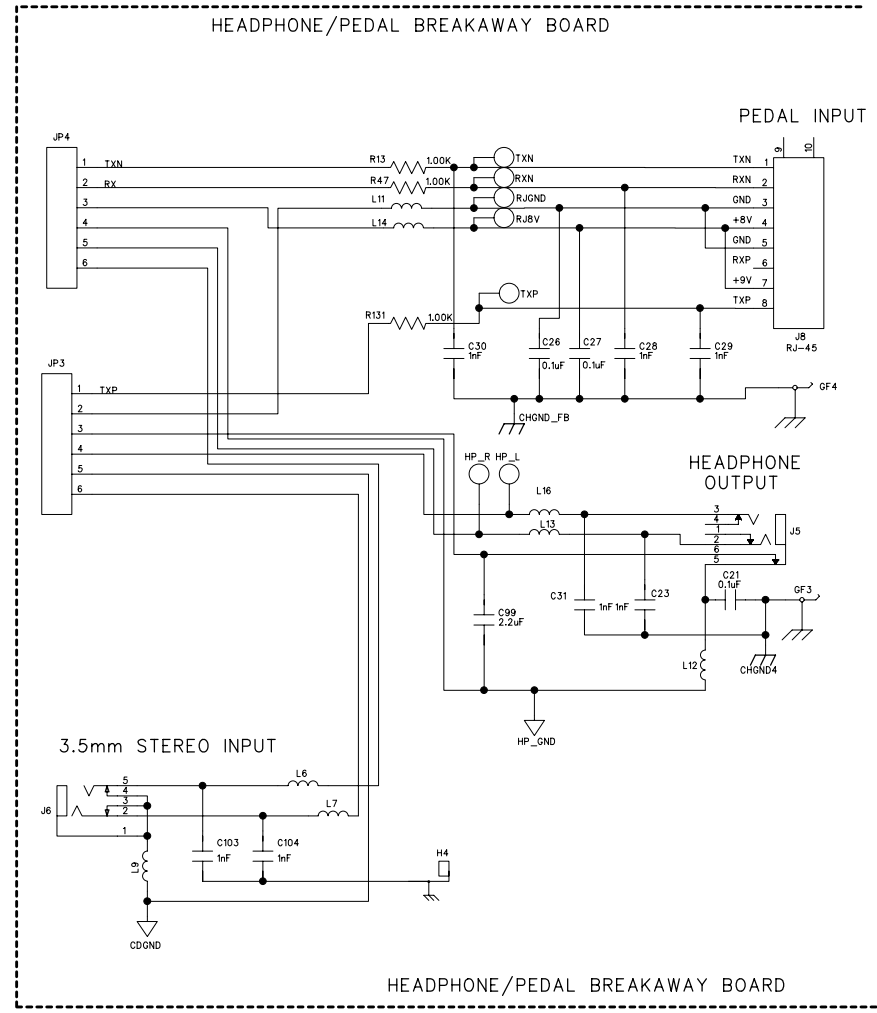 HEADPHONE/PEDAL BREAKAWAY BOARD
PEDAL INPUT
9 10
JP4
1 TXN
2 RX
3
4
5
6
R13 1.00K
R47 1.00K
L11
L14
TXN
RXN
RJGND
RJ8V
TXP
R131 1.00K
TXN 1
RXN 2
GND 3
+8V 4
GND 5
RXP 6
+9V 7
TXP 8
J8
RJ-45
C30
1nF
C26
0.1uF
C27
0.1uF
C28
1nF
C29
1nF
CHGND_FB
GF4
JP3
1 TXP
2
3
4
5
6
HP_R HP_L
HEADPHONE
OUTPUT
L16
L13
3
4
1
2
6
5
J5
C21
0.1uF
GF3
C31 1nF
1nF C23
C99
2.2uF
L12
CHGND4
HP_GND
3.5mm STEREO INPUT
J6
5
4
3
2
1
L6
L7
L9
C103
1nF
C104
1nF
H4
CDGND
HEADPHONE/PEDAL BREAKAWAY BOARD